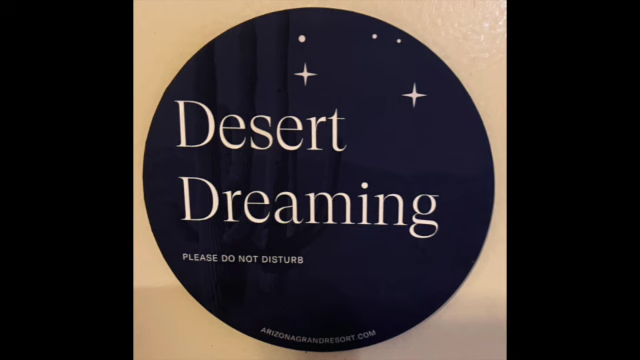 Desert
Dreaming
PLEASE DO NOT DISTURB
ARIZONAGRANDRESORT.COM